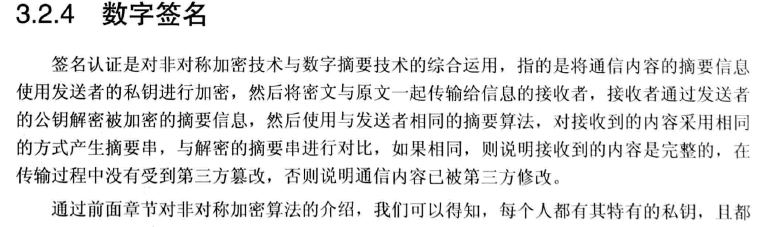 3.2.4 数字签名
签名认证是对非对称加密技术与数字摘要技术的综合运用，指的是将通信内容的摘要信息
使用发送者的私钥进行加密，然后将密文与原文一起传输给信息的接收者，接收者通过发送者
的公钥解密被加密的摘要信息，然后使用与发送者相同的摘要算法，对接收到的内容采用相同
的方式产生摘要串，与解密的摘要串进行对比，如果相同，则说明接收到的内容是完整的，在
传输过程中没有受到第三方篡改，否则说明通信内容已被第三方修改。
通过前面章节对非对称加密算法的介绍，我们可以得知，每个人都有其特有的私钥，且都